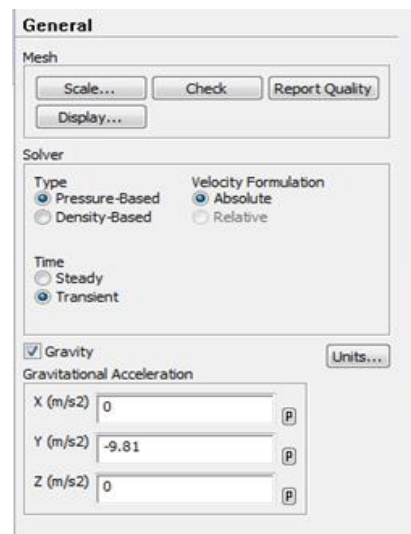 General
Mesh
Scale... Check Report Quality
Display...
Solver
Type Velocity Formulation
Pressure-Based Absolute
Density-Based Relative
Time
Steady
Transient
Gravity Units...
Gravitational Acceleration
X (m/s2) 0 P
Y (m/s2) -9.81 P
Z (m/s2) 0 P